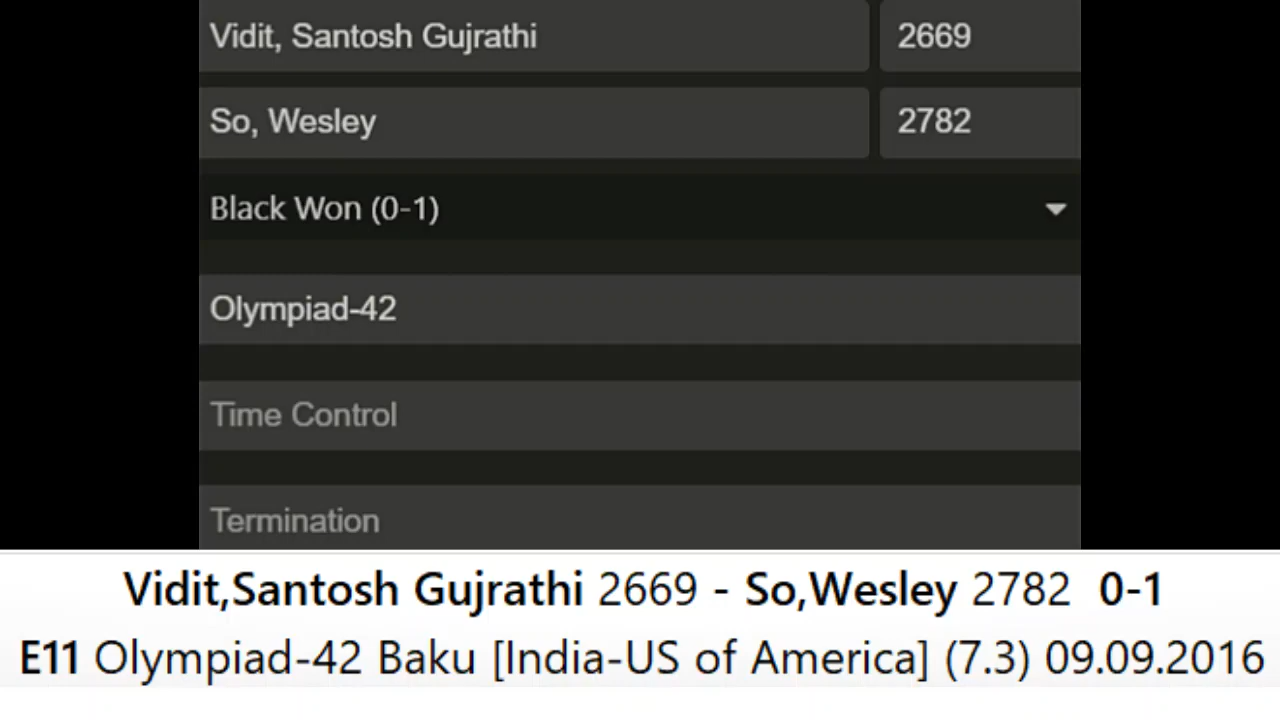 Vidit, Santosh Gujrathi 2669
So, Wesley 2782
Black Won (0-1)
Olympiad-42
Time Control
Termination
Vidit,Santosh Gujrathi 2669 - So,Wesley 2782 0-1
E11 Olympiad-42 Baku [India-US of America] (7.3) 09.09.2016